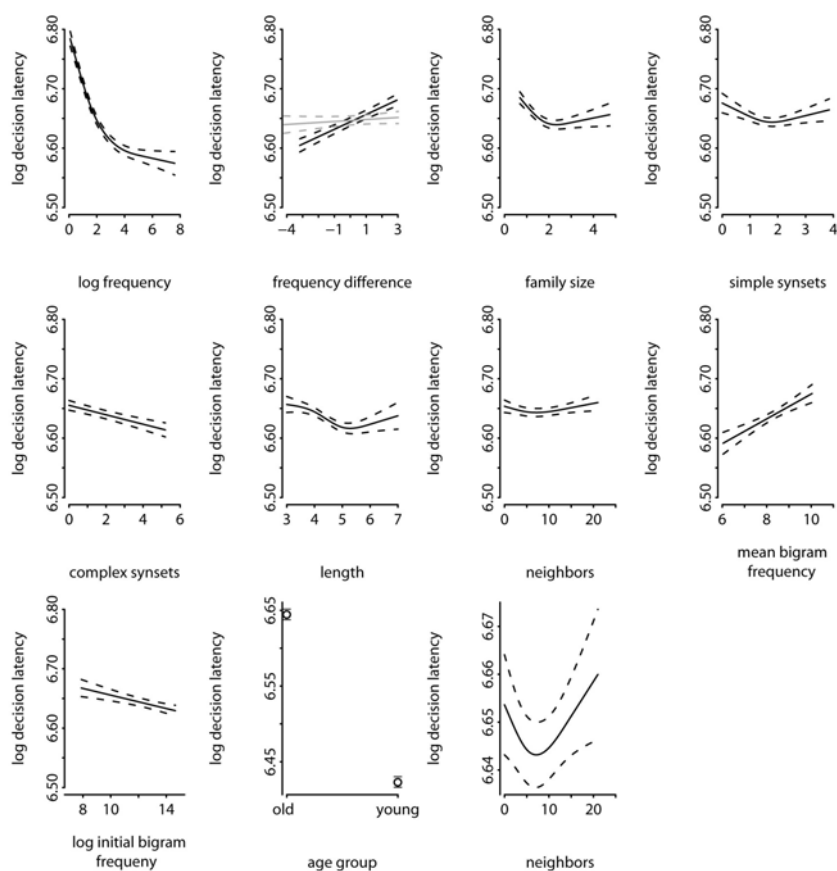 log decision latency
6.50 6.60 6.70 6.80
0 2 4 6 8
log frequency
log decision latency
6.50 6.60 6.70 6.80
−4 −1 1 3
frequency difference
log decision latency
6.50 6.60 6.70 6.80
0 2 4
family size
log decision latency
6.50 6.60 6.70 6.80
0 1 2 3 4
simple synsets
log decision latency
6.50 6.60 6.70 6.80
0 2 4 6
complex synsets
log decision latency
6.50 6.60 6.70 6.80
3 4 5 6 7
length
log decision latency
6.50 6.60 6.70 6.80
0 10 20
neighbors
log decision latency
6.50 6.60 6.70 6.80
6 8 10
mean bigram
frequency
log decision latency
6.50 6.60 6.70 6.80
8 10 14
log initial bigram
frequeny
log decision latency
6.45 6.55 6.65
old young
age group
log decision latency
6.64 6.65 6.66 6.67
0 10 20
neighbors